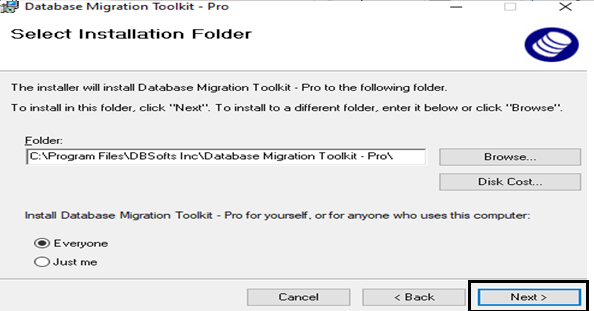 Database Migration Toolkit - Pro
Select Installation Folder
The installer will install Database Migration Toolkit - Pro to the following folder.
To install in this folder, click "Next". To install to a different folder, enter it below or click "Browse".
Folder:
C:\Program Files\DBSofts Inc\Database Migration Toolkit - Pro\
Browse...
Disk Cost...
Install Database Migration Toolkit - Pro for yourself, or for anyone who uses this computer:
Everyone
Just me
Cancel
< Back
Next >